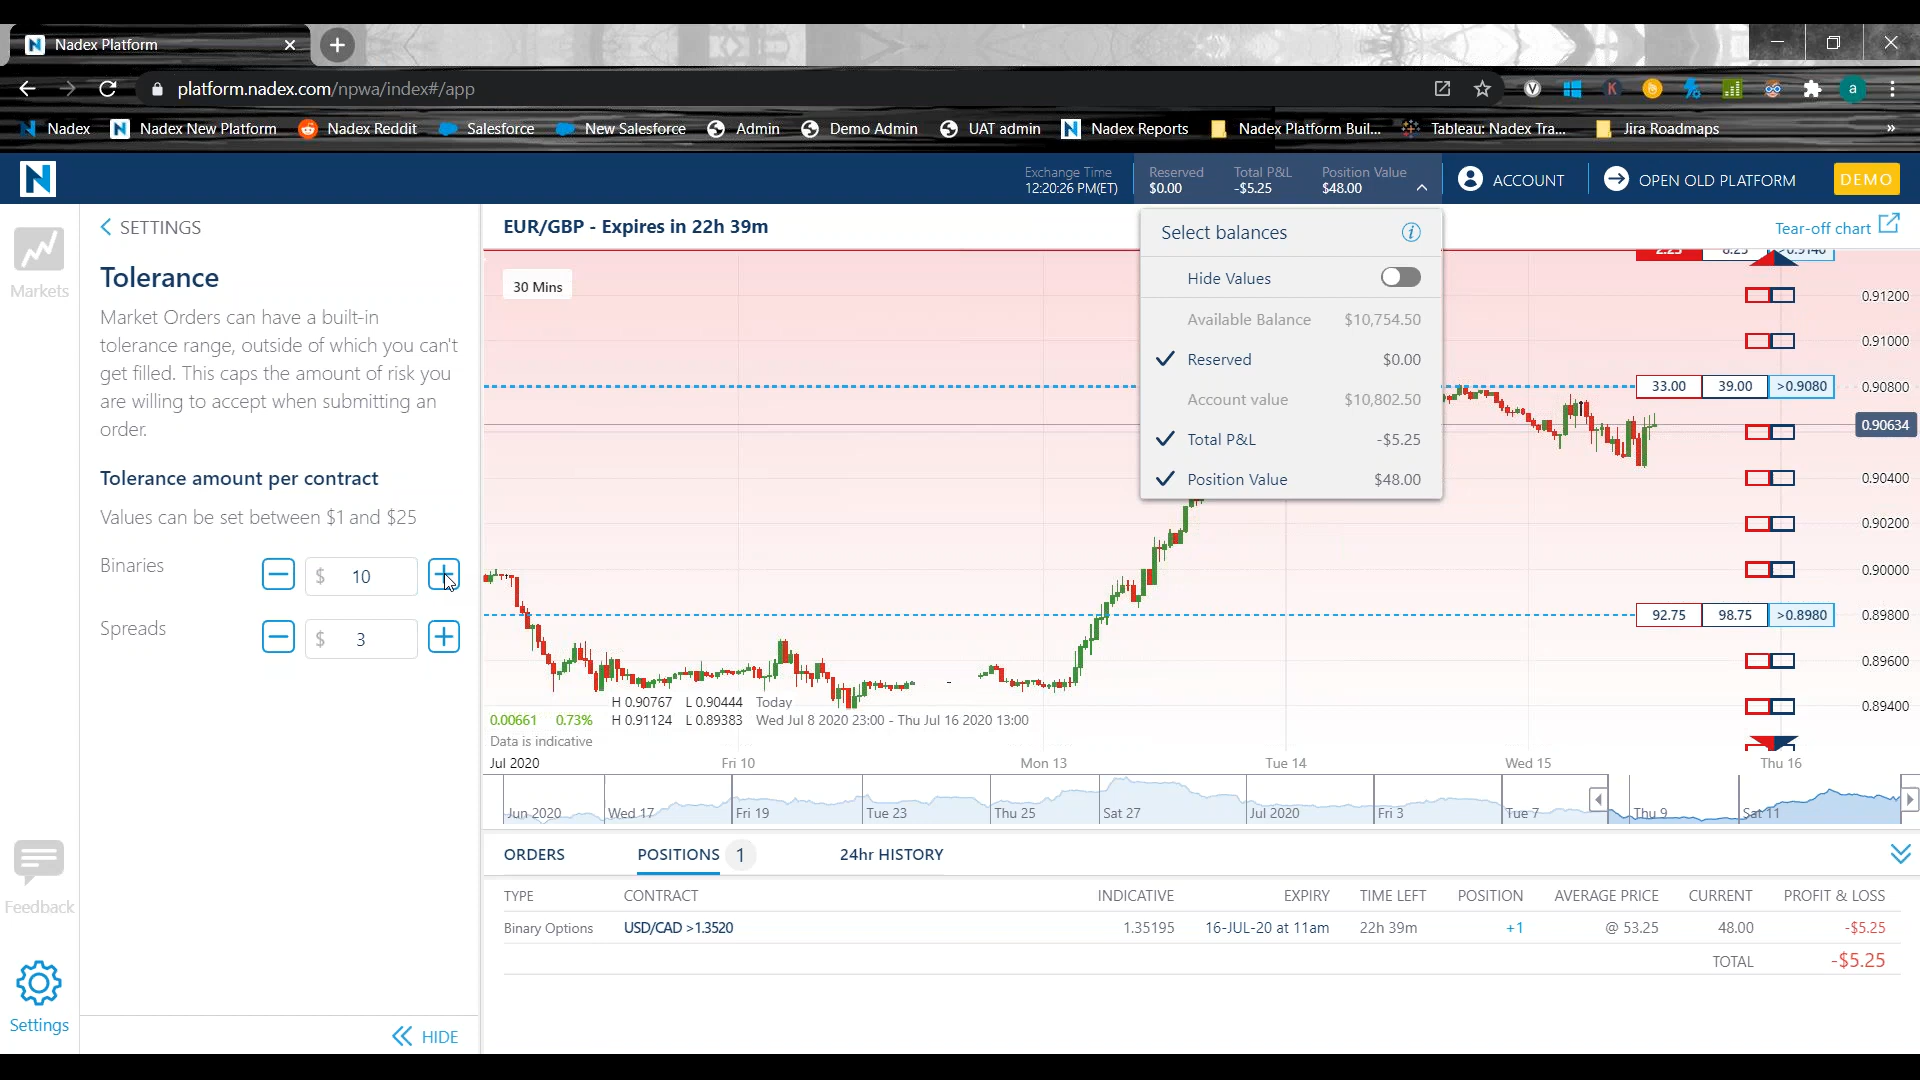 Nadex Platform
platform.nadex.com/npwa/index#/app
Nadex
Nadex New Platform
Nadex Reddit
Salesforce
New Salesforce
Admin
Demo Admin
UAT admin
Nadex Reports
Nadex Platform Buil...
Tableau: Nadex Tra...
Jira Roadmaps
»
N
Exchange Time
12:20:26 PM(ET)
Reserved
$0.00
Total P&L
-$5.25
Position Value
$48.00
ACCOUNT
OPEN OLD PLATFORM
DEMO
Markets
Feedback
Settings
SETTINGS
Tolerance
Market Orders can have a built-in
tolerance range, outside of which you can't
get filled. This caps the amount of risk you
are willing to accept when submitting an
order.
Tolerance amount per contract
Values can be set between $1 and $25
Binaries
$ 10
Spreads
$ 3
HIDE
EUR/GBP - Expires in 22h 39m
Tear-off chart
30 Mins
Select balances
Hide Values
Available Balance $10,754.50
Reserved $0.00
Account value $10,802.50
Total P&L -$5.25
Position Value $48.00
2.25 8.25 >0.9140
0.91200
0.91000
33.00 39.00 >0.9080 0.90800
0.90634
0.90400
0.90200
0.90000
92.75 98.75 >0.8980 0.89800
0.89600
0.89400
H 0.90767 L 0.90444 Today
0.00661 0.73% H 0.91124 L 0.89383 Wed Jul 8 2020 23:00 - Thu Jul 16 2020 13:00
Data is indicative
Jul 2020 Fri 10 Mon 13 Tue 14 Wed 15 Thu 16
Jun 2020 Wed 17 Fri 19 Tue 23 Thu 25 Sat 27 Jul 2020 Fri 3 Tue 7 Thu 9 Sat 11
ORDERS POSITIONS 1 24hr HISTORY
TYPE CONTRACT INDICATIVE EXPIRY TIME LEFT POSITION AVERAGE PRICE CURRENT PROFIT & LOSS
Binary Options USD/CAD >1.3520 1.35195 16-JUL-20 at 11am 22h 39m +1 @ 53.25 48.00 -$5.25
TOTAL -$5.25